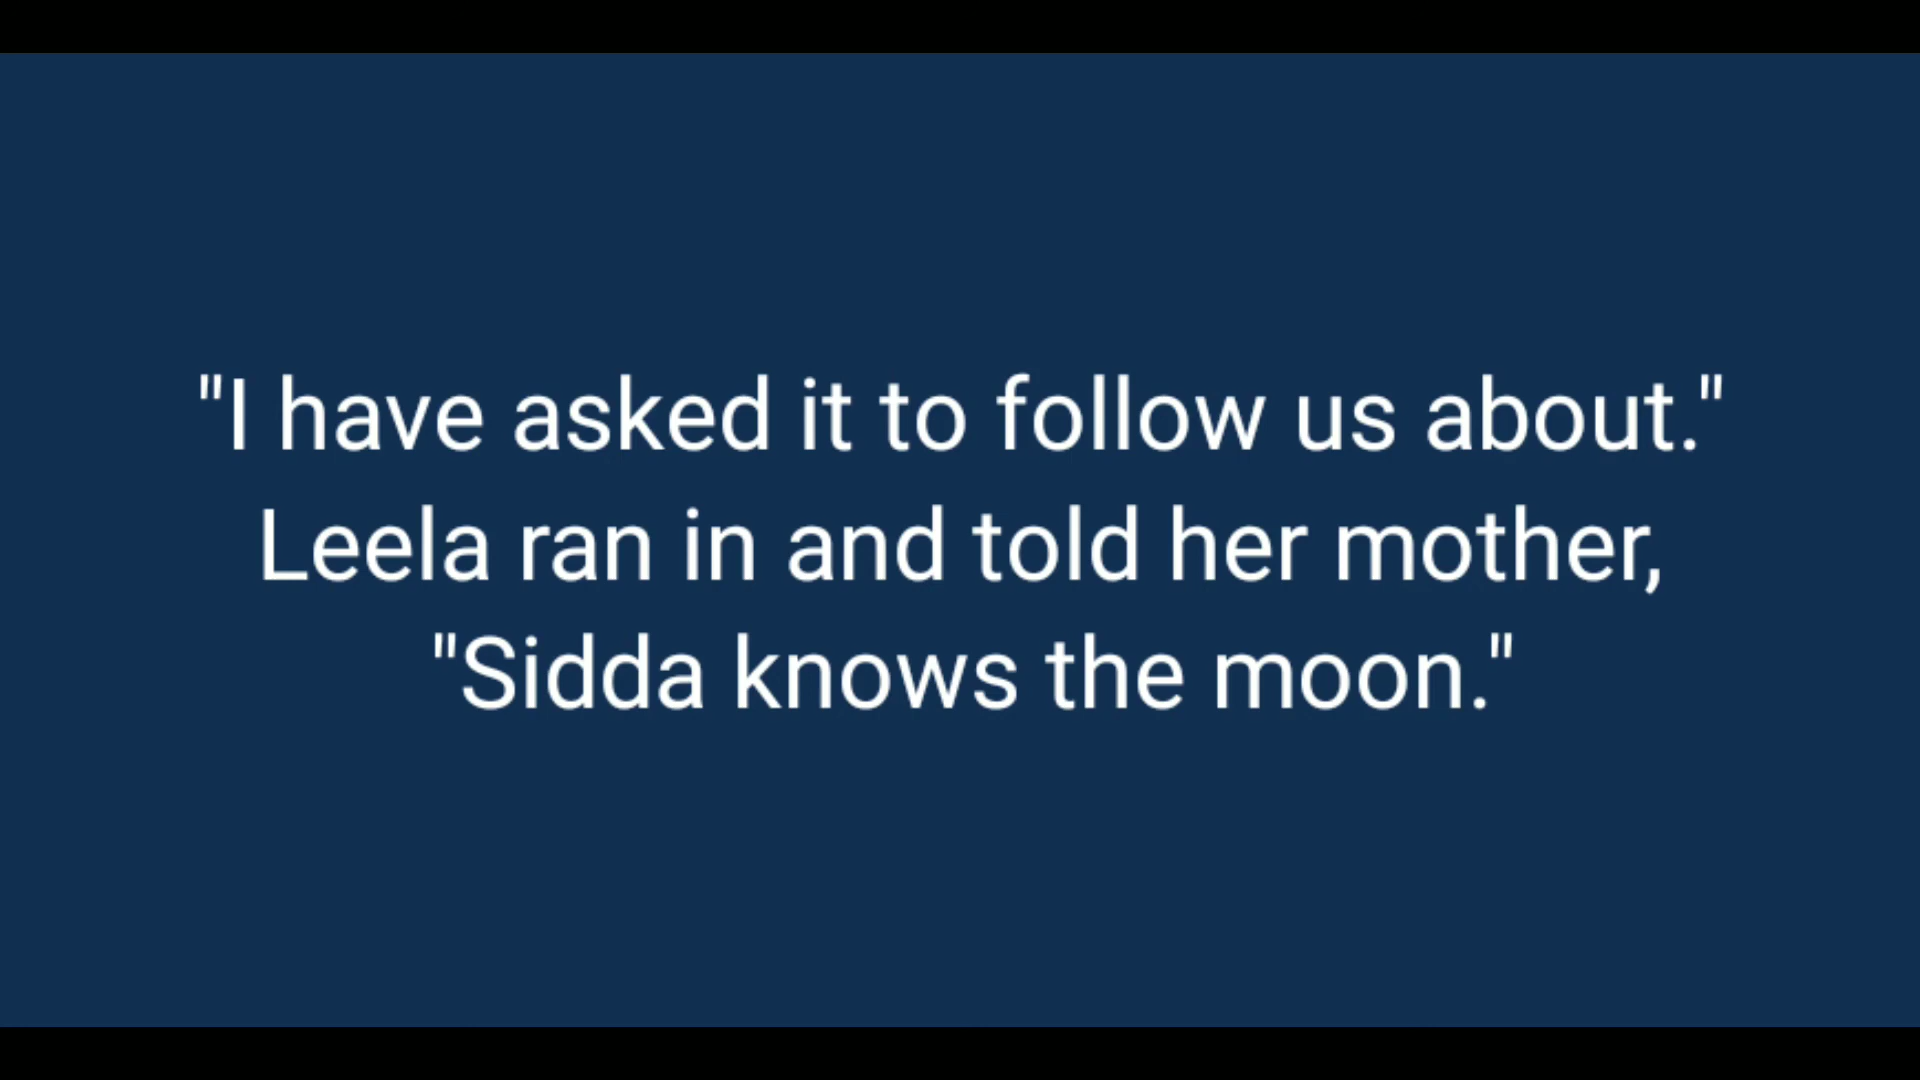 "I have asked it to follow us about."
Leela ran in and told her mother,
"Sidda knows the moon."